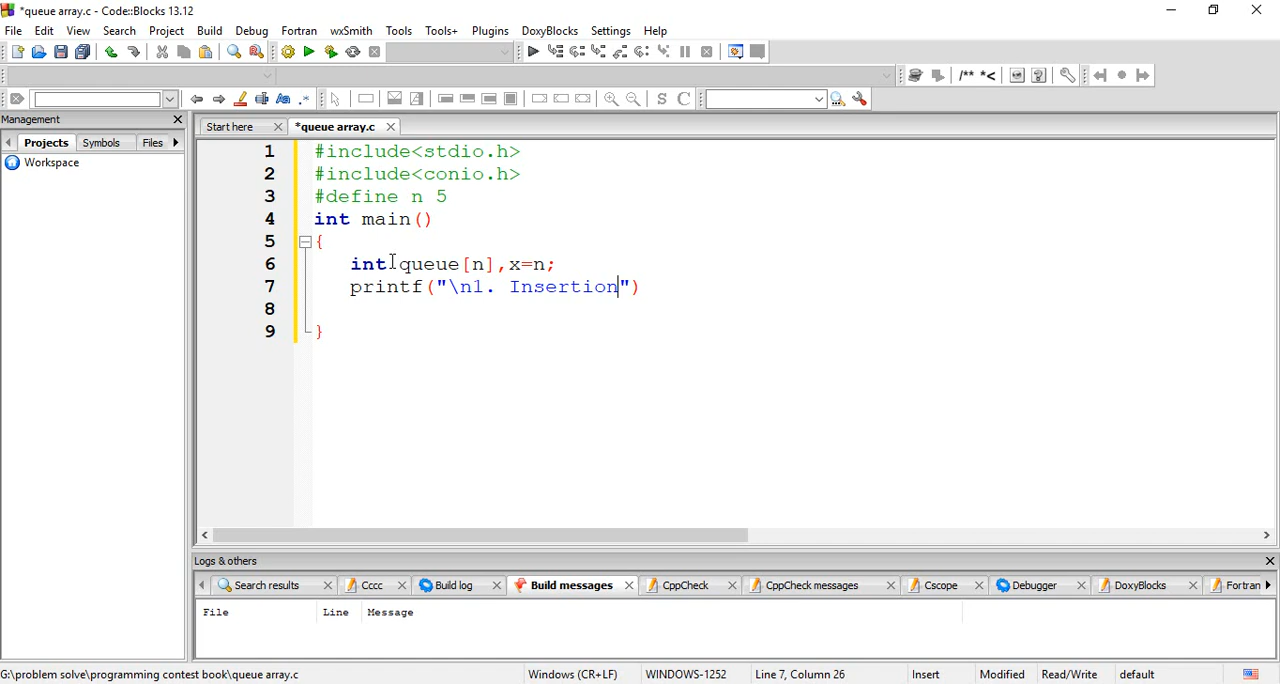 *queue array.c - Code::Blocks 13.12
File Edit View Search Project Build Debug Fortran wxSmith Tools Tools+ Plugins DoxyBlocks Settings Help
/** *<
S C
Management
Start here *queue array.c
Projects Symbols Files
Workspace
1 #include<stdio.h>
2 #include<conio.h>
3 #define n 5
4 int main()
5 {
6 int queue[n],x=n;
7 printf("\n1. Insertion")
8
9 }
Logs & others
Search results Cccc Build log Build messages CppCheck CppCheck messages Cscope Debugger DoxyBlocks Fortran
File Line Message
G:\problem solve\programming contest book\queue array.c Windows (CR+LF) WINDOWS-1252 Line 7, Column 26 Insert Modified Read/Write default